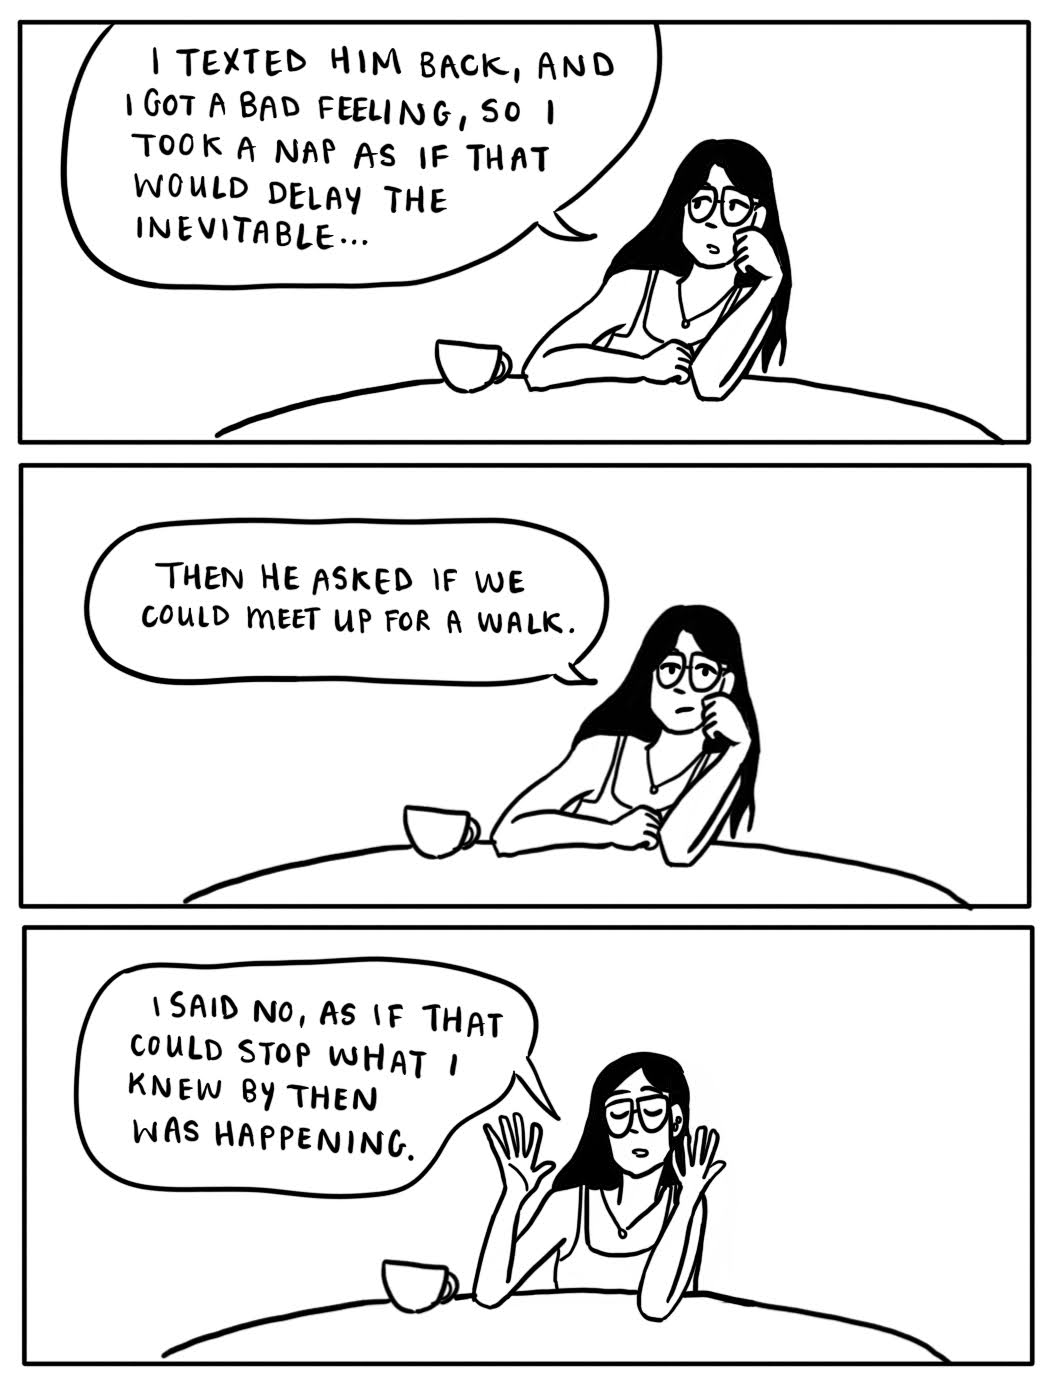 I TEXTED HIM BACK, AND
I GOT A BAD FEELING, SO I
TOOK A NAP AS IF THAT
WOULD DELAY THE
INEVITABLE...
THEN HE ASKED IF WE
COULD MEET UP FOR A WALK.
I SAID NO, AS IF THAT
COULD STOP WHAT I
KNEW BY THEN
WAS HAPPENING.